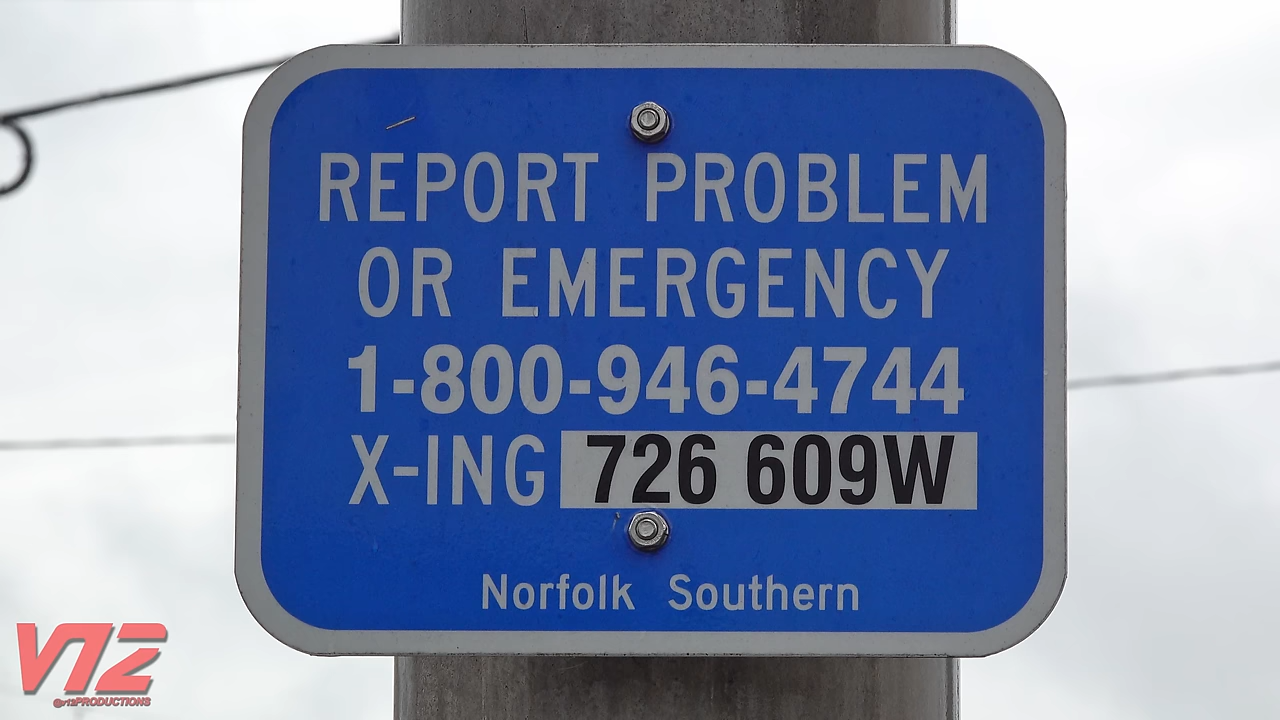 REPORT PROBLEM
OR EMERGENCY
1-800-946-4744
X-ING 726 609W
Norfolk Southern
V12
@v12PRODUCTIONS